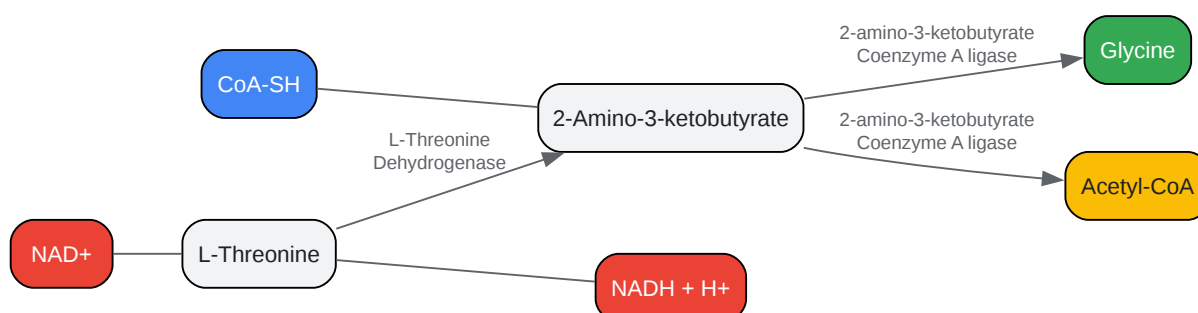 2-amino-3-ketobutyrate
Coenzyme A ligase
Glycine
CoA-SH
2-Amino-3-ketobutyrate
2-amino-3-ketobutyrate
Coenzyme A ligase
L-Threonine
Dehydrogenase
Acetyl-CoA
NAD+
L-Threonine
NADH + H+